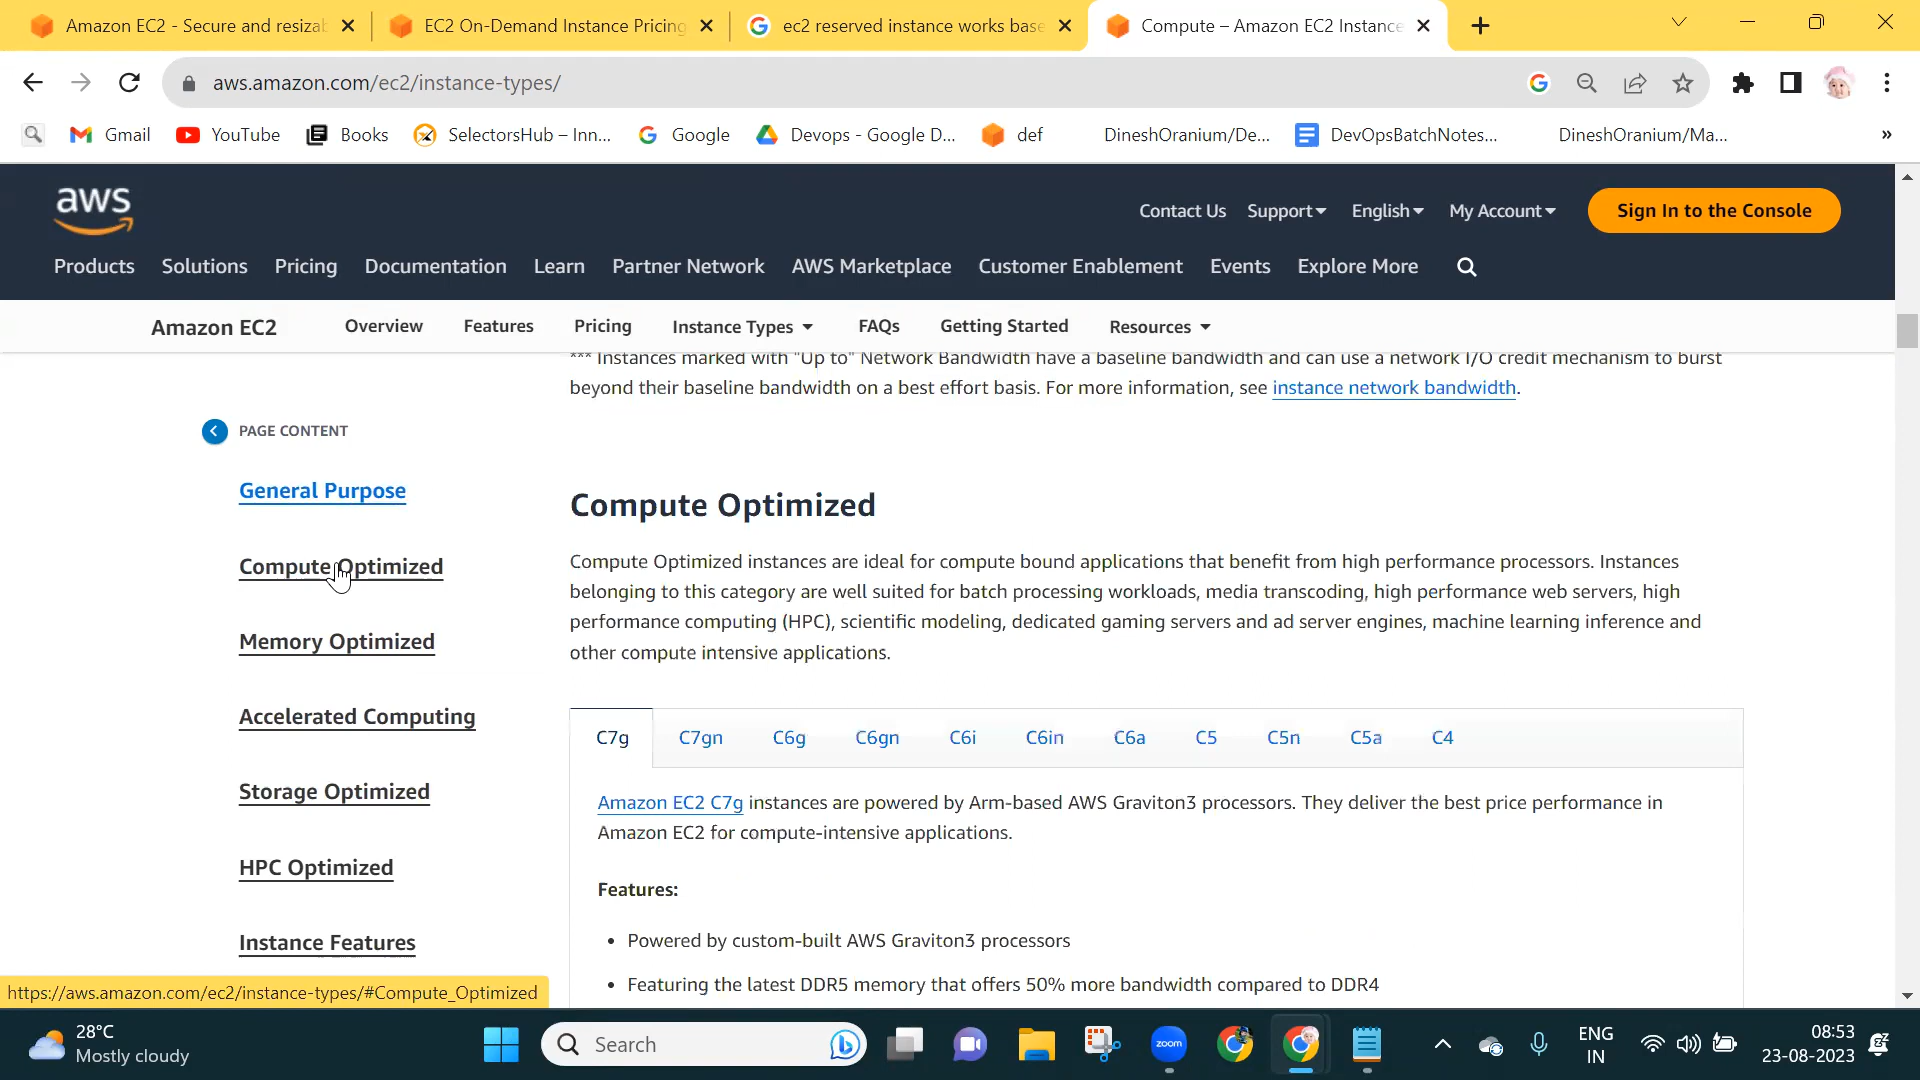 Amazon EC2 - Secure and resizab
EC2 On-Demand Instance Pricing
ec2 reserved instance works base
Compute – Amazon EC2 Instance
aws.amazon.com/ec2/instance-types/
Gmail
YouTube
Books
SelectorsHub – Inn...
Google
Devops - Google D...
def
DineshOranium/De...
DevOpsBatchNotes...
DineshOranium/Ma...
»
aws
Contact Us
Support
English
My Account
Sign In to the Console
Products
Solutions
Pricing
Documentation
Learn
Partner Network
AWS Marketplace
Customer Enablement
Events
Explore More
Amazon EC2
Overview
Features
Pricing
Instance Types
FAQs
Getting Started
Resources
*** Instances marked with "Up to" Network Bandwidth have a baseline bandwidth and can use a network I/O credit mechanism to burst
beyond their baseline bandwidth on a best effort basis. For more information, see instance network bandwidth.
PAGE CONTENT
General Purpose
Compute Optimized
Memory Optimized
Accelerated Computing
Storage Optimized
HPC Optimized
Instance Features
Compute Optimized
Compute Optimized instances are ideal for compute bound applications that benefit from high performance processors. Instances
belonging to this category are well suited for batch processing workloads, media transcoding, high performance web servers, high
performance computing (HPC), scientific modeling, dedicated gaming servers and ad server engines, machine learning inference and
other compute intensive applications.
C7g
C7gn
C6g
C6gn
C6i
C6in
C6a
C5
C5n
C5a
C4
Amazon EC2 C7g instances are powered by Arm-based AWS Graviton3 processors. They deliver the best price performance in
Amazon EC2 for compute-intensive applications.
Features:
• Powered by custom-built AWS Graviton3 processors
• Featuring the latest DDR5 memory that offers 50% more bandwidth compared to DDR4
https://aws.amazon.com/ec2/instance-types/#Compute_Optimized
28°C
Mostly cloudy
Search
zoom
ENG
IN
08:53
23-08-2023